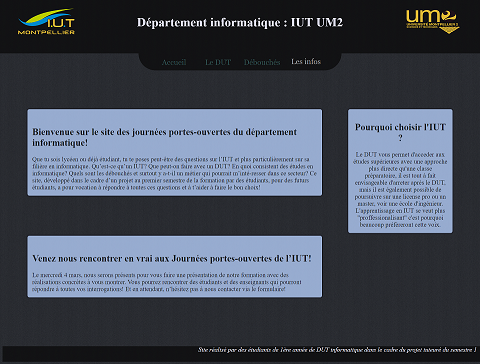 I.U.T
MONTPELLIER
Département informatique : IUT UM2
um2
UNIVERSITÉ MONTPELLIER 2
Accueil Le DUT Débouchés Les infos
Bienvenue sur le site des journées portes-ouvertes du département
informatique!
Que tu sois lycéen ou déjà étudiant, tu te poses peut-être des questions sur l'IUT et plus particulièrement sur sa
filière en informatique. Qu'est-ce qu'un IUT? Que peut-on faire avec un DUT? En quoi consistent des études en
informatique? Quels sont les débouchés et surtout y a-t-il un métier qui pourrait m'intéresser dans ce secteur? Ce
site, développé dans le cadre d'un projet au premier semestre de la formation par des étudiants, pour des futurs
étudiants, a pour vocation à répondre à toutes ces questions et à t'aider à faire le bon choix!
Pourquoi choisir l'IUT
?
Le DUT vous permet d'acceder aux
études supérieures avec une approche
plus directe qu'une classe
préparatoire, il est tout à fait
envisageable d'arreter après le DUT,
mais il est également possible de
poursuivre sur une license pro ou un
master, voir une école d'ingénieur.
L'apprentissage en IUT se veut plus
"proffessionalisant" c'est pourquoi
beaucoup préféreront cette voix.
Venez nous rencontrer en vrai aux Journées portes-ouvertes de l'IUT!
Le mercredi 4 mars, nous serons présents pour vous faire une présentation de notre formation avec des
réalisations concrètes à vous montrer. Vous pourrez rencontrer des étudiants et des enseignants qui pourront
répondre à toutes vos interrogations! Et en attendant, n'hésitez pas à nous contacter via le formulaire!
Site réalisé par des étudiants de 1ère année de DUT informatique dans le cadre du projet tuteuré du semestre 1